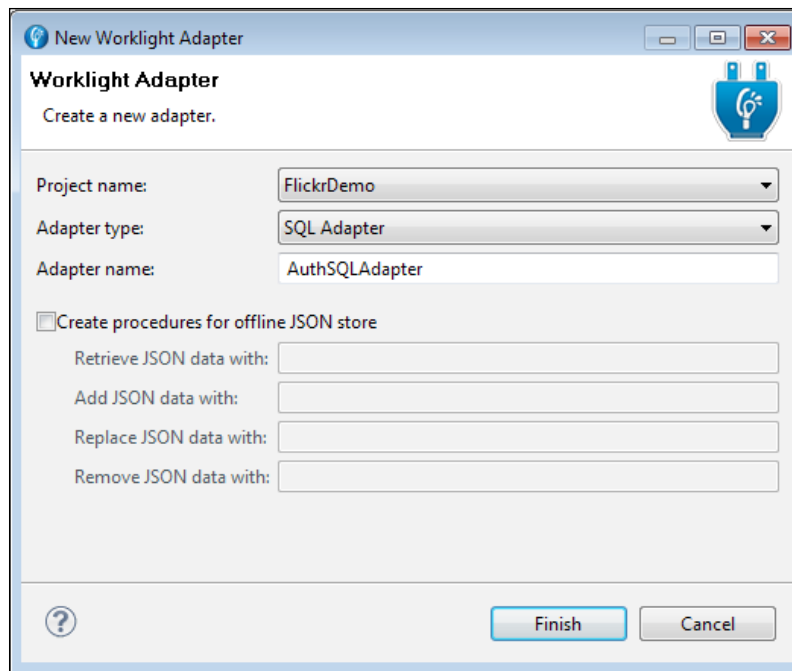 New Worklight Adapter
Worklight Adapter
Create a new adapter.
Project name: FlickrDemo
Adapter type: SQL Adapter
Adapter name: AuthSQLAdapter
Create procedures for offline JSON store
Retrieve JSON data with:
Add JSON data with:
Replace JSON data with:
Remove JSON data with:
? Finish Cancel